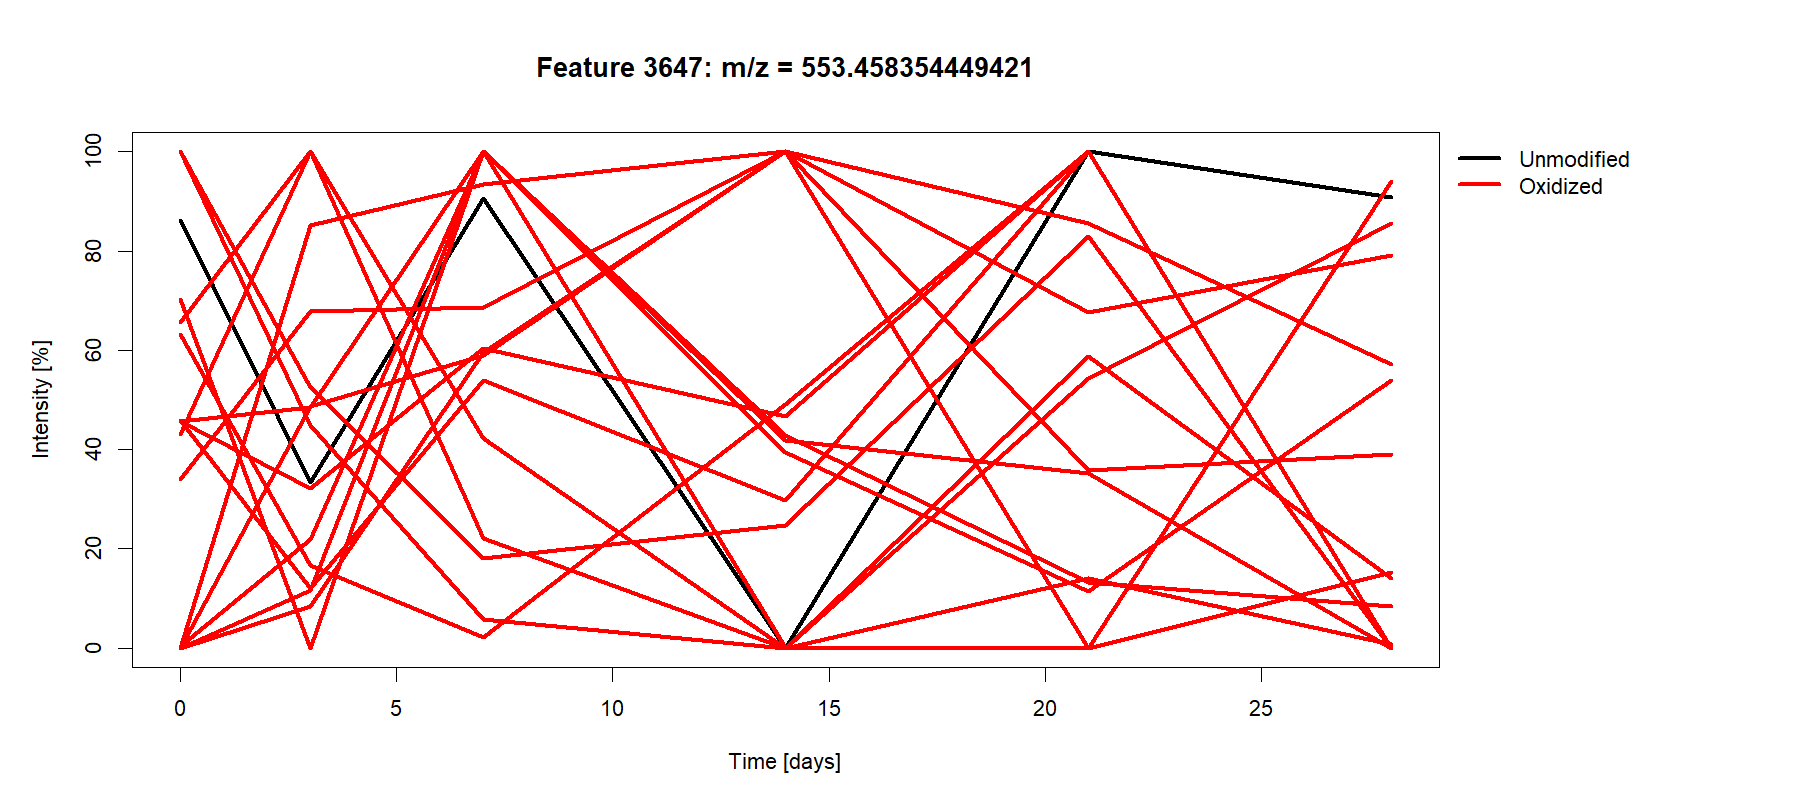 Feature 3647: m/z = 553.458354449421
Unmodified
Oxidized
Intensity [%]
100
80
60
40
20
0
0 5 10 15 20 25
Time [days]